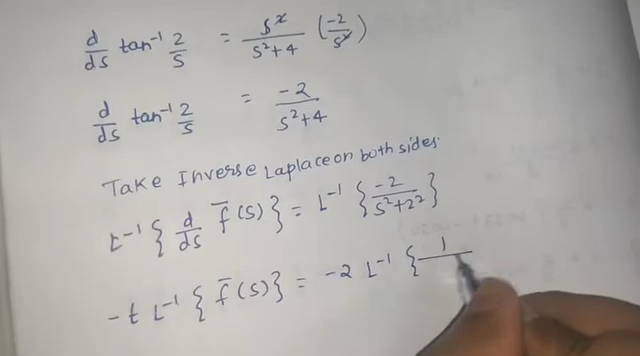 d/ds tan⁻¹ 2/s = s²/s²+4 (-2/s²)
d/ds tan⁻¹ 2/s = -2/s²+4
Take Inverse Laplace on both sides.
L⁻¹ { d/ds f̅(s)} = L⁻¹ { -2/s²+2² }
-t L⁻¹ { f̅(s)} = -2 L⁻¹ { 1/